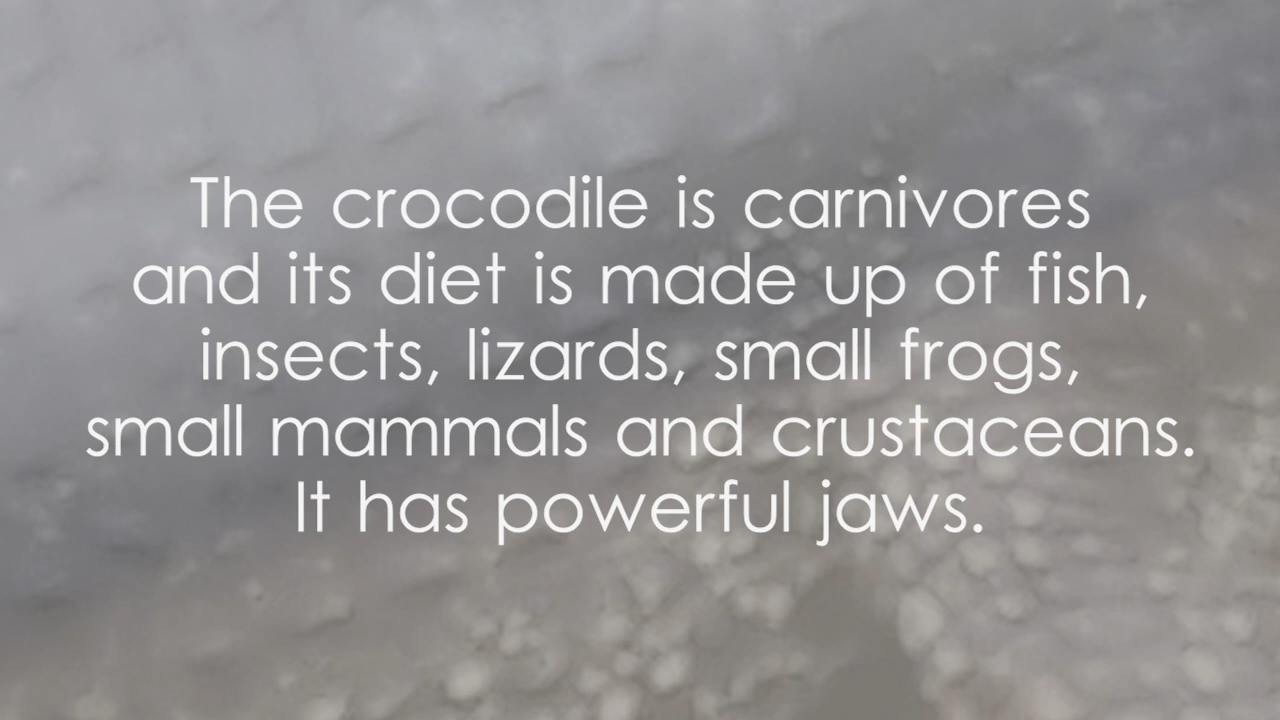 The crocodile is carnivores
and its diet is made up of fish,
insects, lizards, small frogs,
small mammals and crustaceans.
It has powerful jaws.